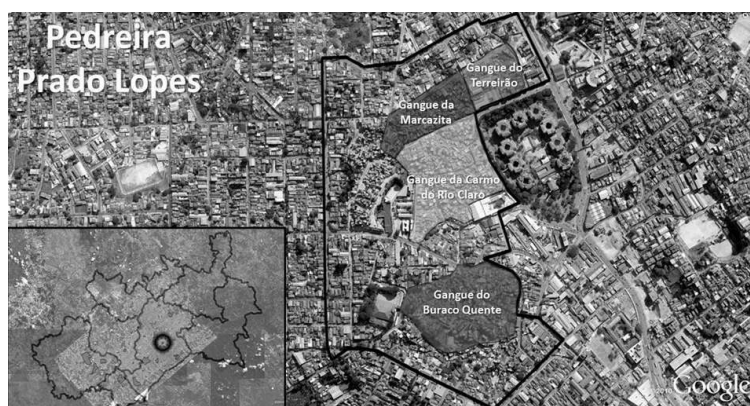 Pedreira
Prado Lopes
Gangue do
Terreirão
Gangue da
Marcazita
Gangue da Carmo
do Rio Claro
Gangue do
Buraco Quente
Google